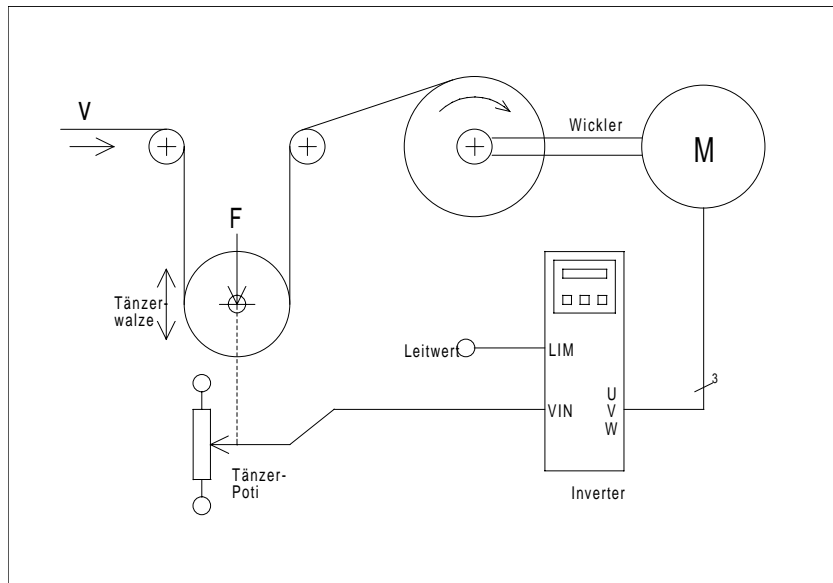 V
Wickler
M
F
Tänzer-
walze
Leitwert
LIM
3
VIN
U
V
W
Tänzer-
Poti
Inverter